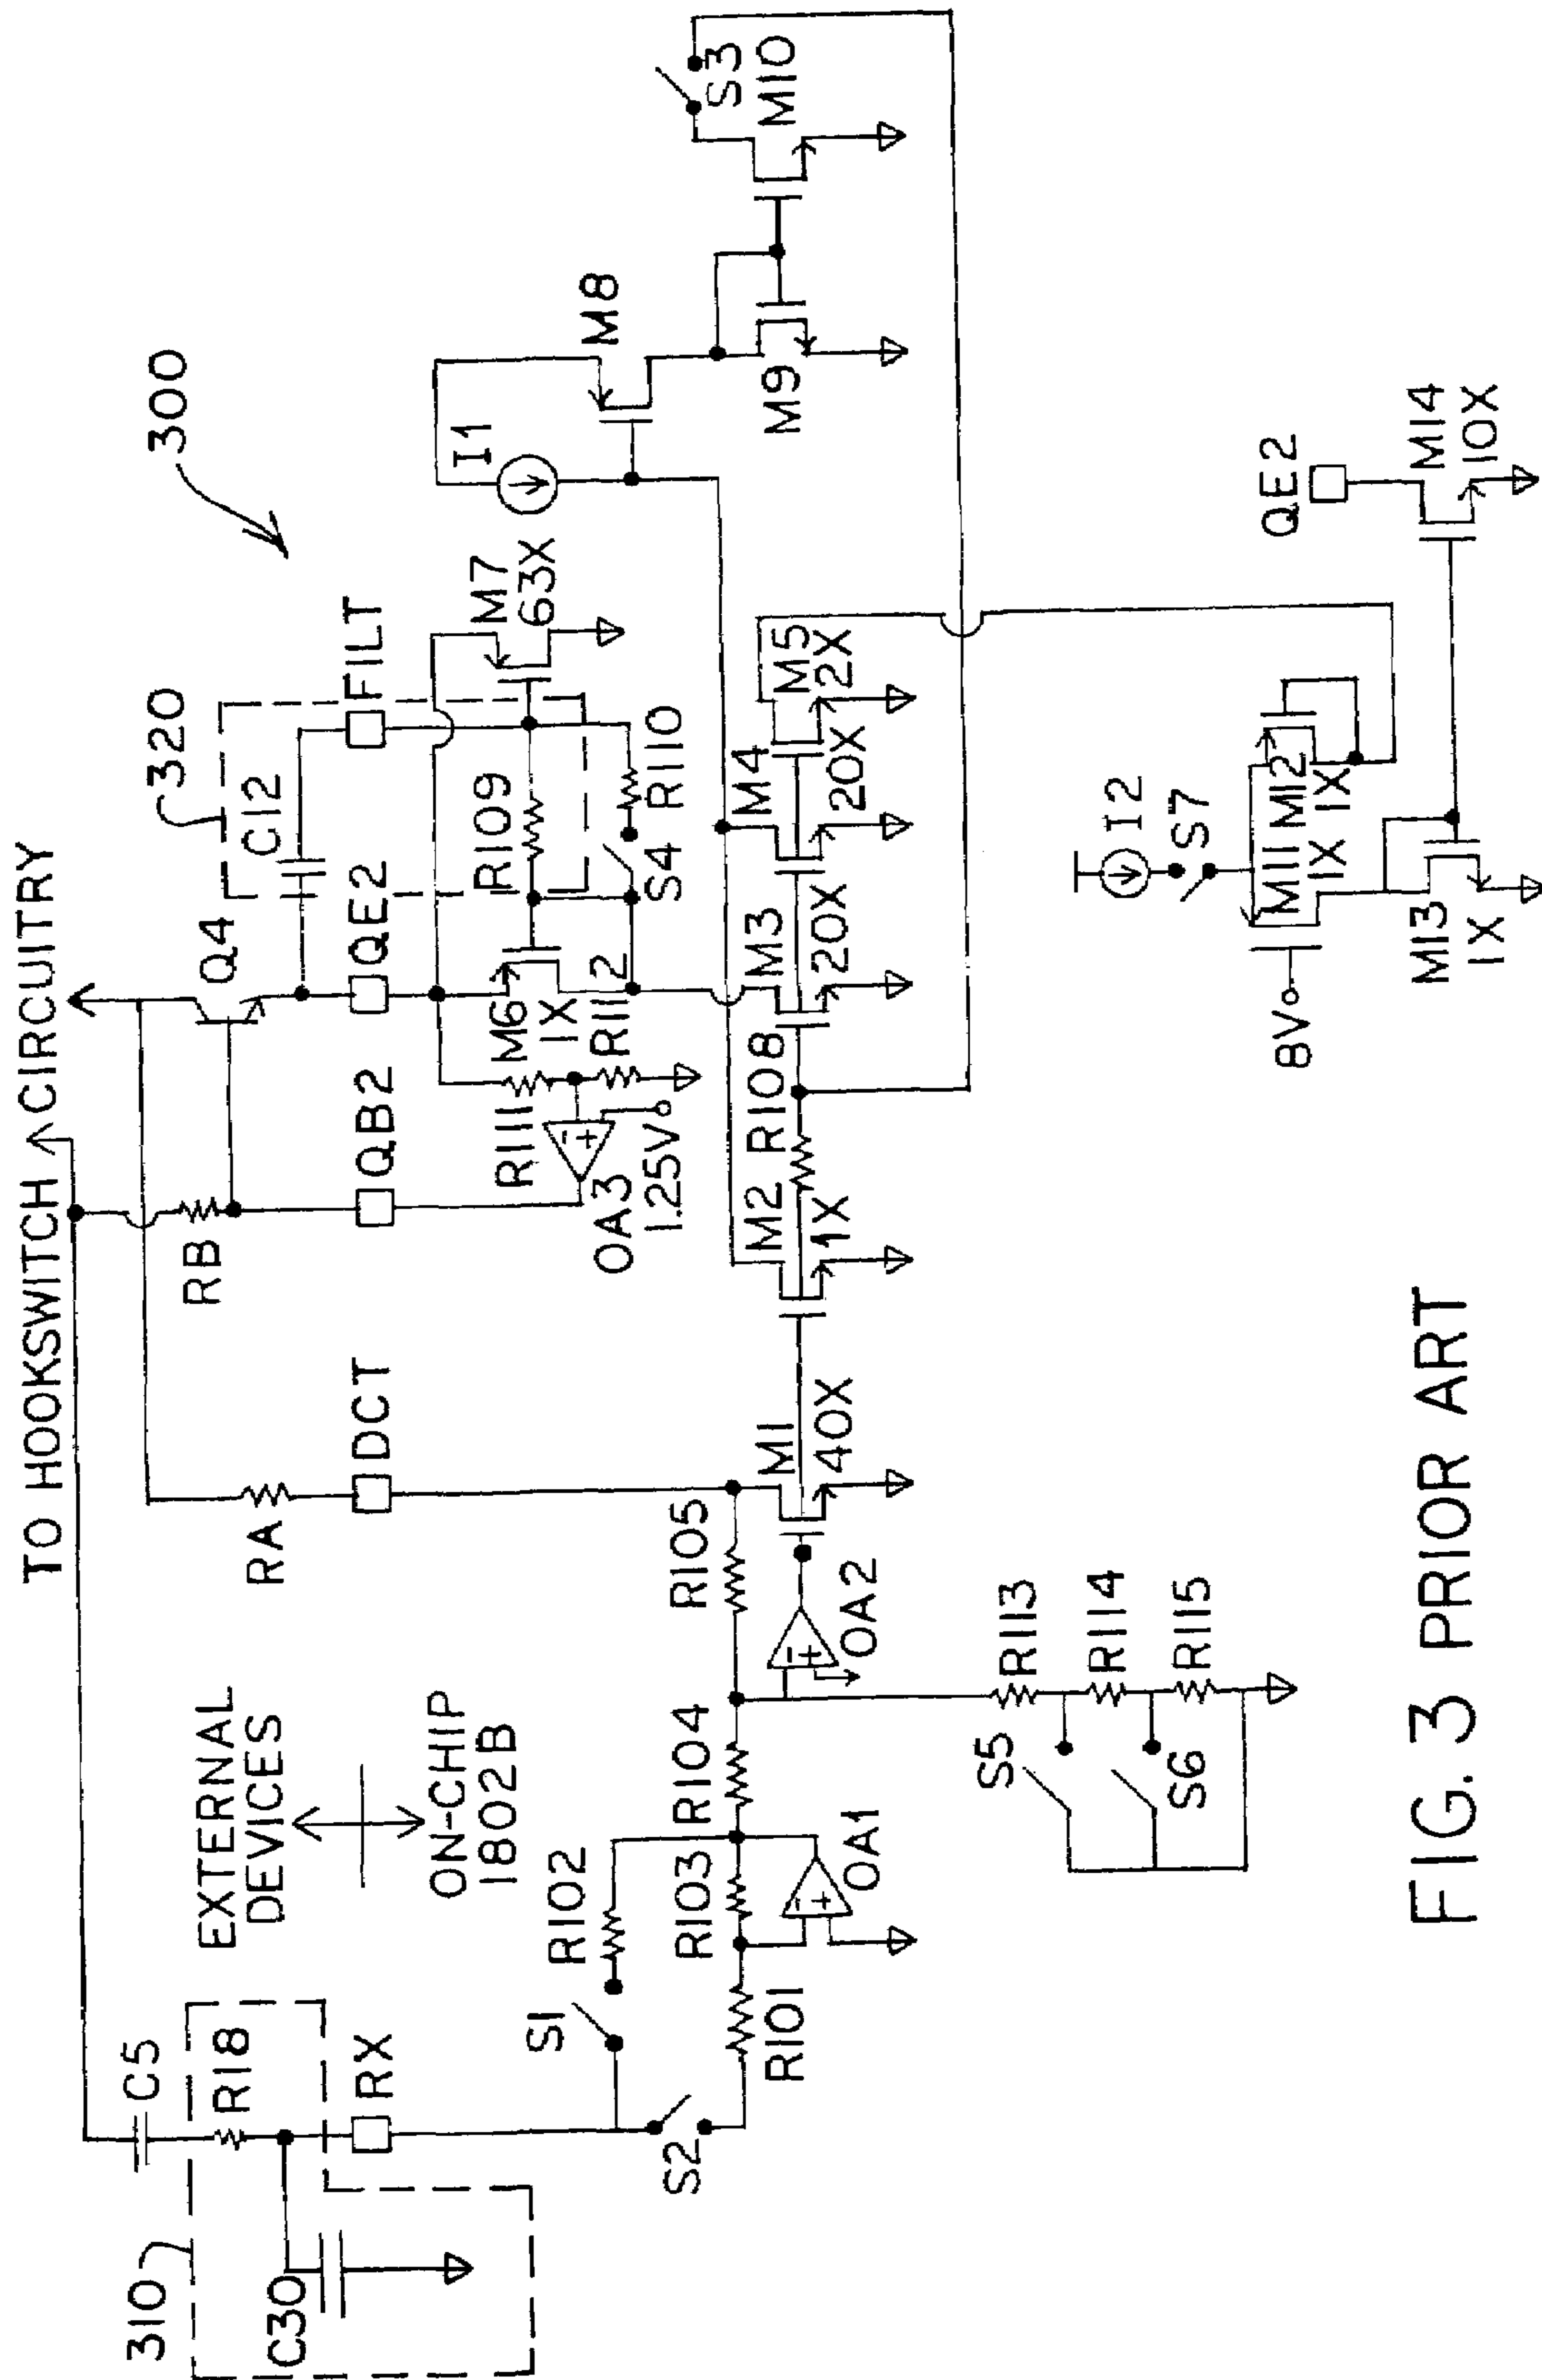 TO HOOKSWITCH CIRCUITRY
300
310
320
EXTERNAL
DEVICES
ON-CHIP
1802B
C5
R18
C30
RX
RA
DCT
RB
QB2
Q4
QE2
C12
FILT
S1
R102
S2
R101
R103
OA1
R104
R105
OA2
M1
40X
M2
1X
R108
M3
20X
M4
20X
M5
2X
OA3
1.25V
R111
R112
M6
1X
R109
S4
R110
M7
63X
I1
M8
M9
M10
S3
S5
S6
R113
R114
R115
8V
M11
1X
M12
1X
I2
S7
M13
1X
QE2
M14
10X
FIG. 3 PRIOR ART